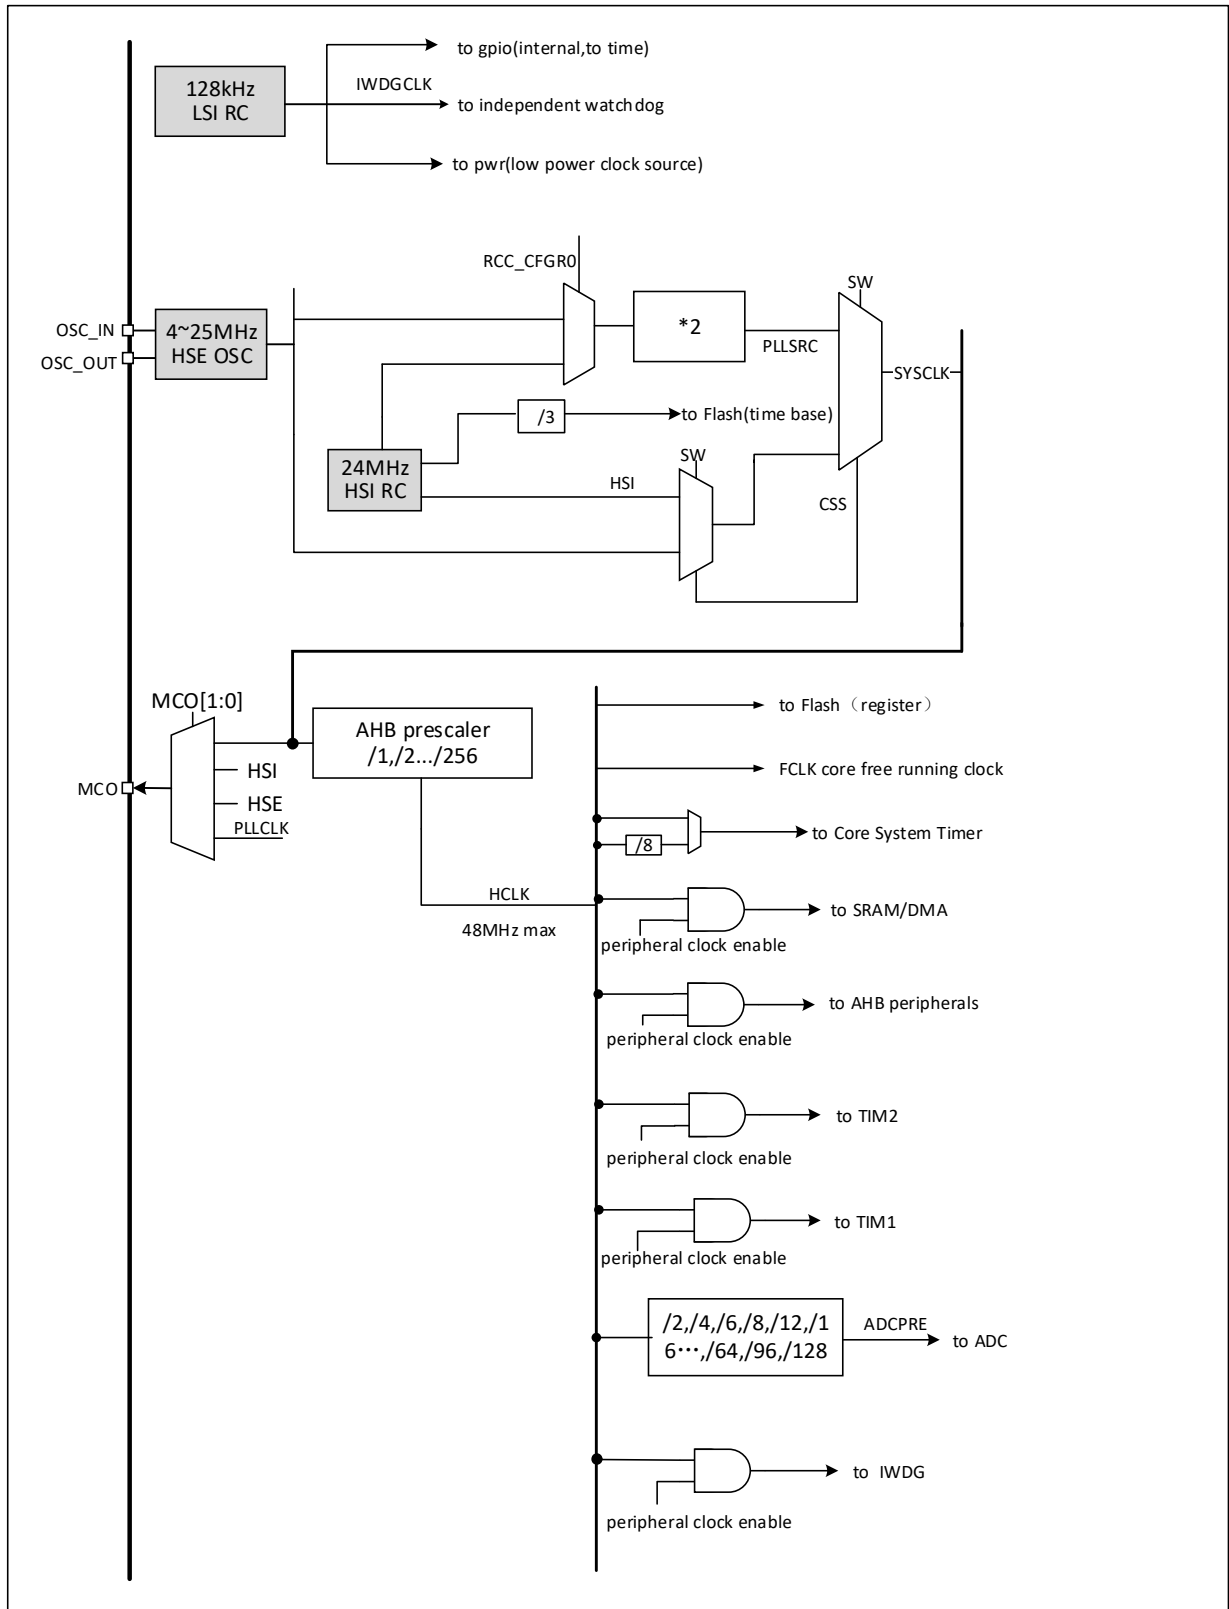 to gpio(internal,to time)
128kHz
LSI RC
IWDGCLK
to independent watchdog
to pwr(low power clock source)
RCC_CFGR0
SW
OSC_IN
OSC_OUT
4~25MHz
HSE OSC
*2
PLLSRC
SYSCLK
/3
to Flash(time base)
24MHz
HSI RC
HSI
SW
CSS
MCO[1:0]
AHB prescaler
/1,/2.../256
HSI
HSE
PLLCLK
MCO
HCLK
48MHz max
to Flash（register）
FCLK core free running clock
/8
to Core System Timer
to SRAM/DMA
peripheral clock enable
to AHB peripherals
peripheral clock enable
to TIM2
peripheral clock enable
to TIM1
peripheral clock enable
/2,/4,/6,/8,/12,/1
6···,/64,/96,/128
ADCPRE
to ADC
to IWDG
peripheral clock enable